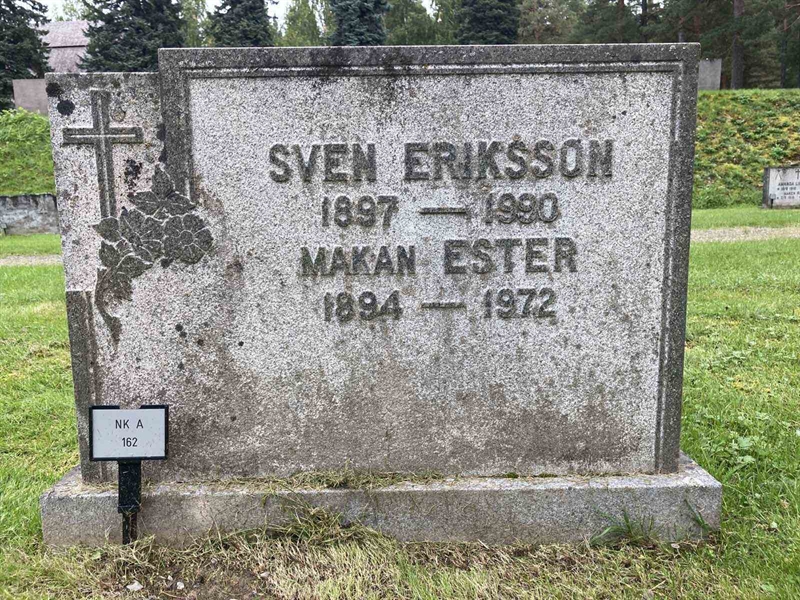 SVEN ERIKSSON
1897 — 1990
MAKAN ESTER
1894 — 1972
NK A
162